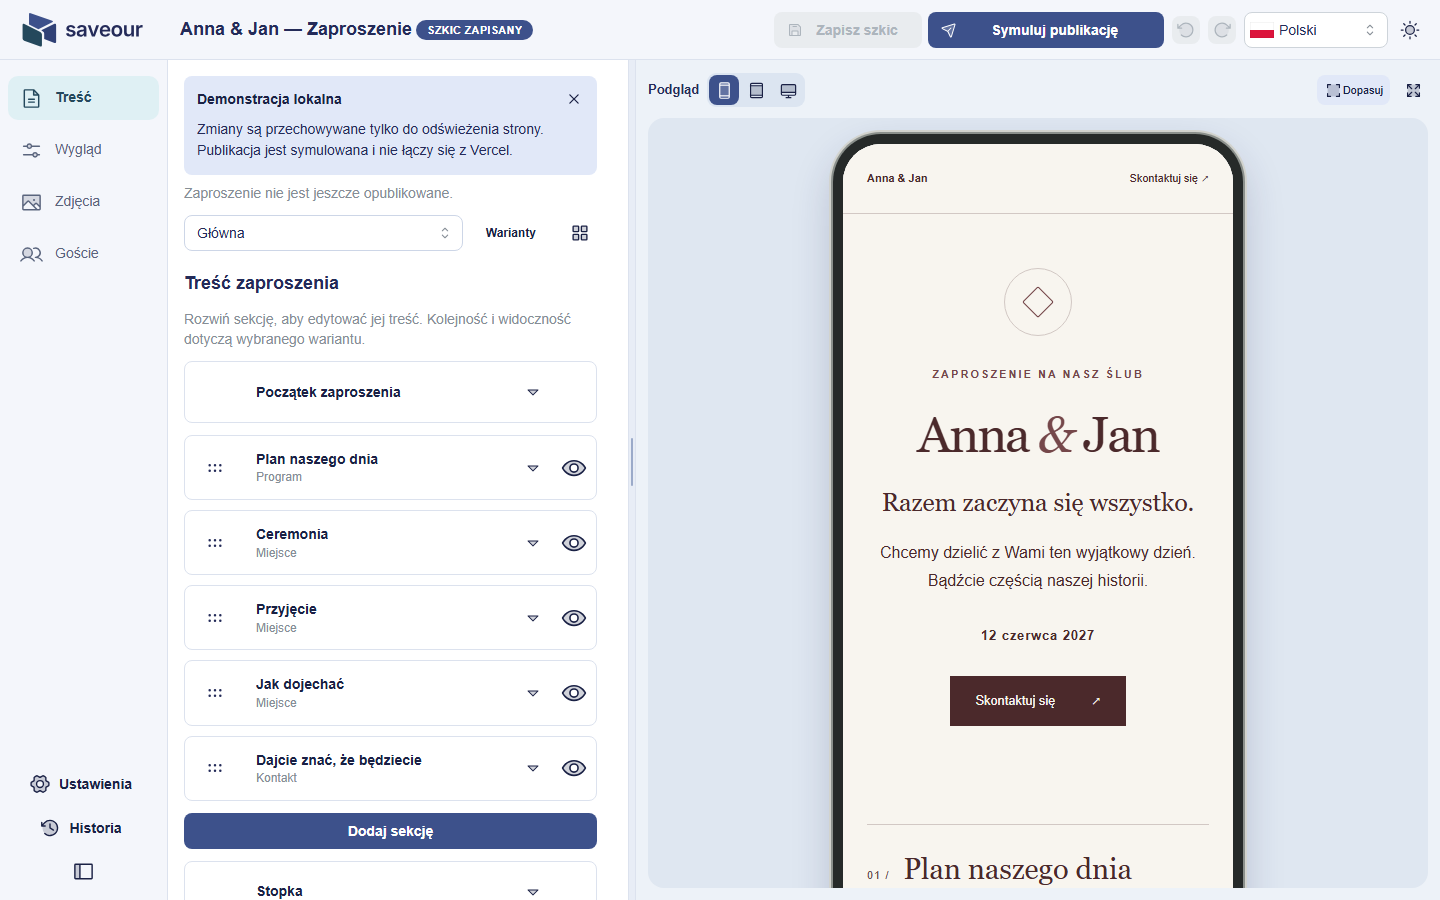 saveour
Anna & Jan — Zaproszenie
SZKIC ZAPISANY
Zapisz szkic
Symuluj publikację
Polski
Treść
Wygląd
Zdjęcia
Goście
Ustawienia
Historia
Demonstracja lokalna
Zmiany są przechowywane tylko do odświeżenia strony.
Publikacja jest symulowana i nie łączy się z Vercel.
Zaproszenie nie jest jeszcze opublikowane.
Główna
Warianty
Treść zaproszenia
Rozwiń sekcję, aby edytować jej treść. Kolejność i widoczność
dotyczą wybranego wariantu.
Początek zaproszenia
Plan naszego dnia
Program
Ceremonia
Miejsce
Przyjęcie
Miejsce
Jak dojechać
Miejsce
Dajcie znać, że będziecie
Kontakt
Dodaj sekcję
Stopka
Podgląd
Dopasuj
Anna & Jan
Skontaktuj się ↗
ZAPROSZENIE NA NASZ ŚLUB
Anna & Jan
Razem zaczyna się wszystko.
Chcemy dzielić z Wami ten wyjątkowy dzień.
Bądźcie częścią naszej historii.
12 czerwca 2027
Skontaktuj się ↗
01 / Plan naszego dnia